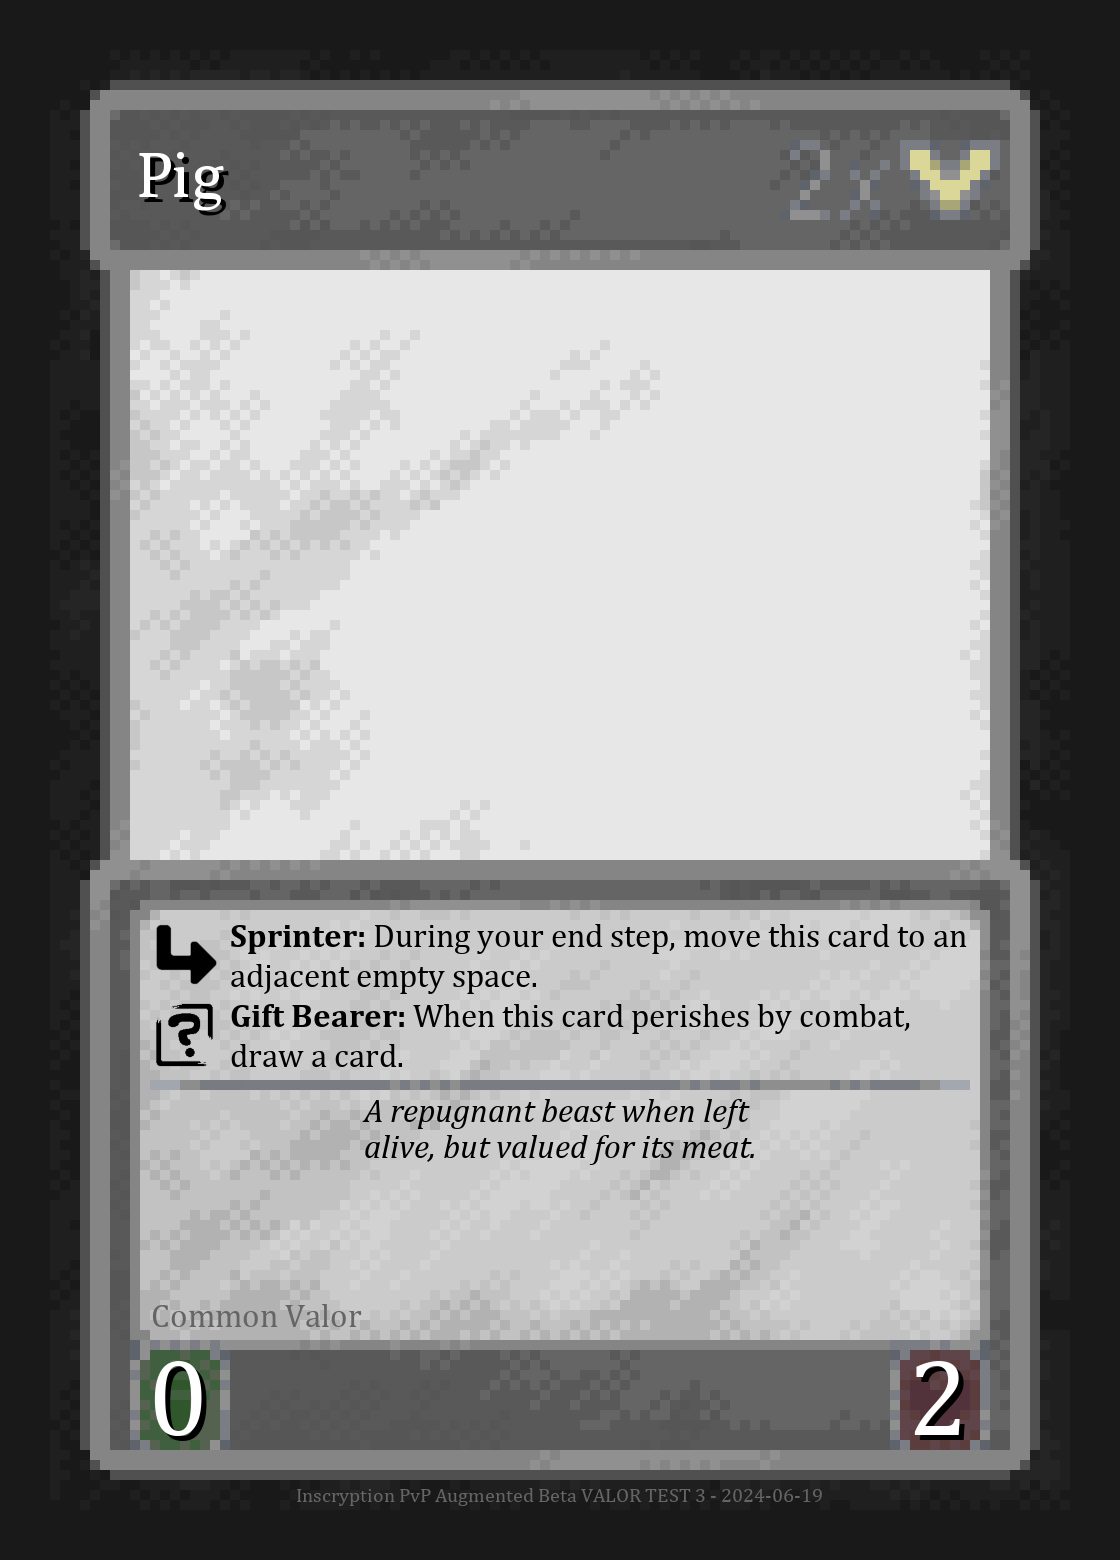 Pig 2x
Sprinter: During your end step, move this card to an
adjacent empty space.
Gift Bearer: When this card perishes by combat,
draw a card.
A repugnant beast when left
alive, but valued for its meat.
Common Valor
0 2
Inscryption PvP Augmented Beta VALOR TEST 3 - 2024-06-19